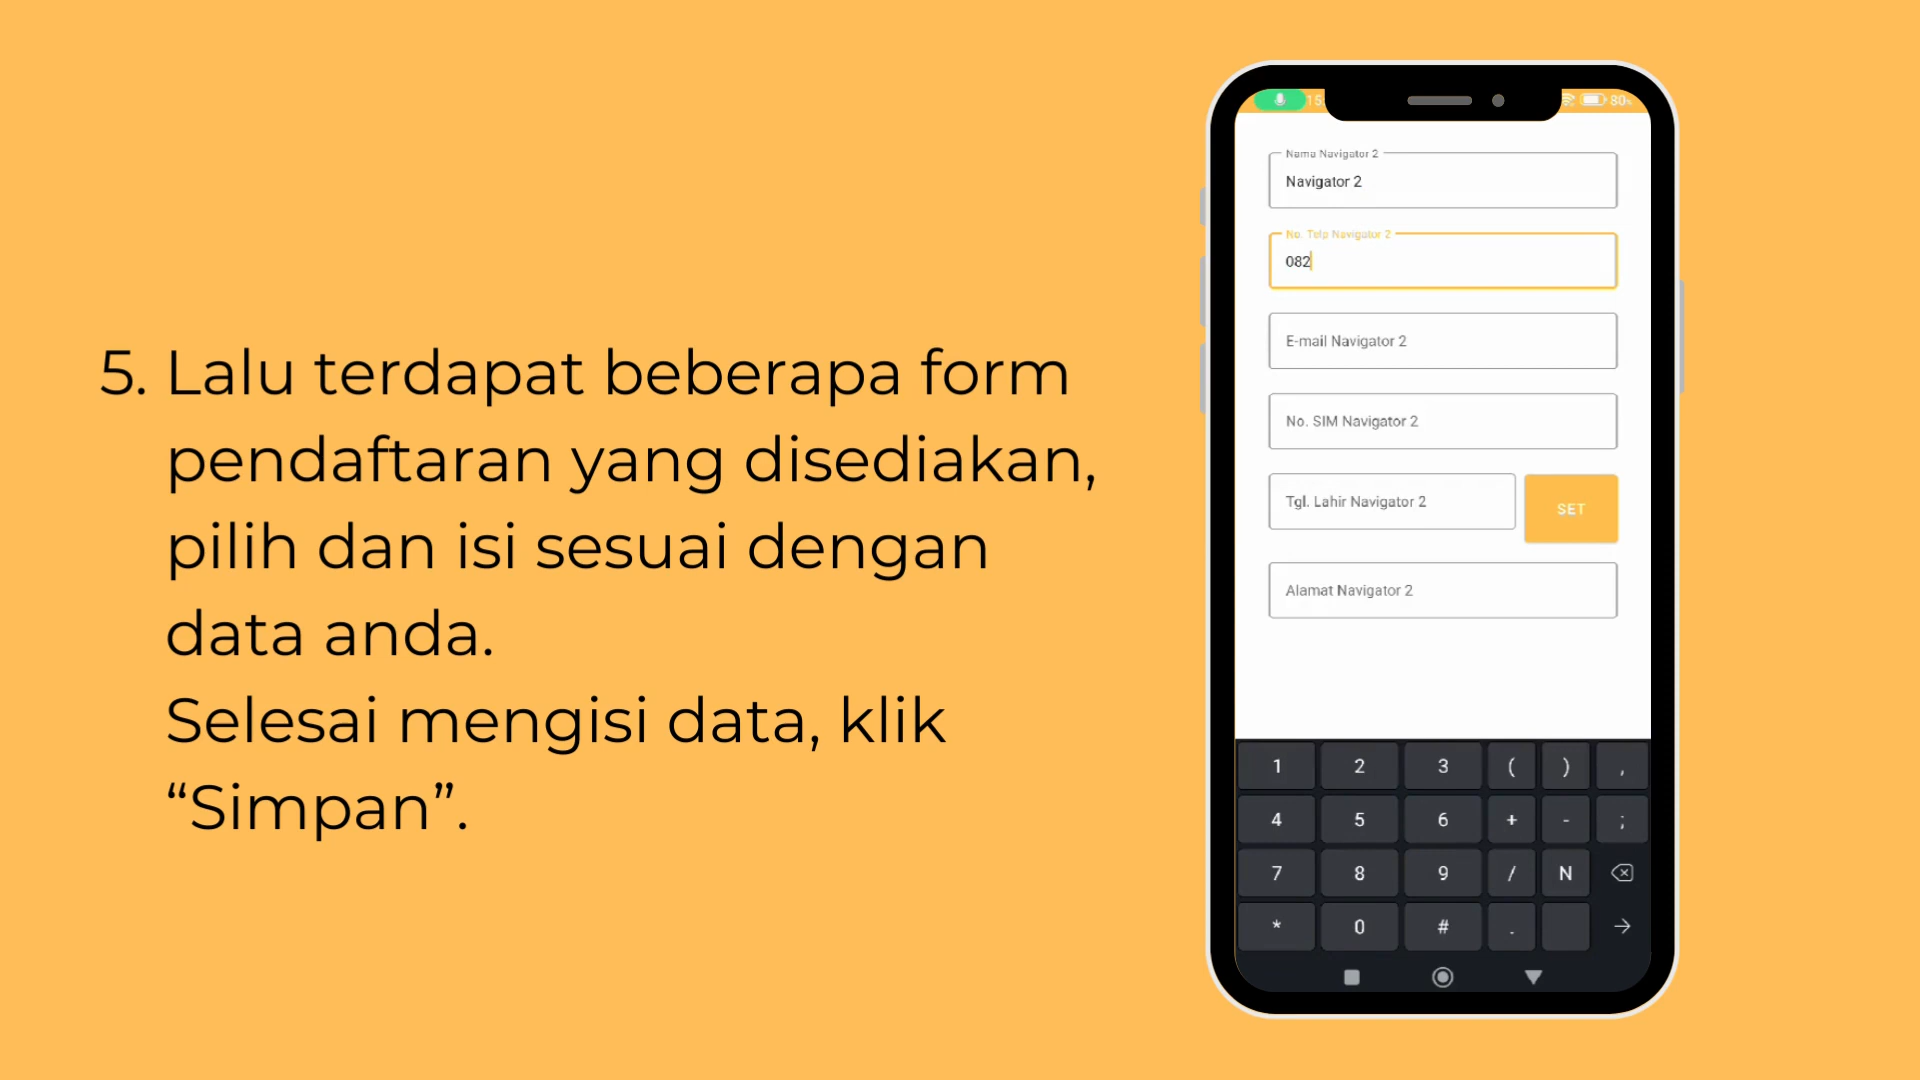 5. Lalu terdapat beberapa form
pendaftaran yang disediakan,
pilih dan isi sesuai dengan
data anda.
Selesai mengisi data, klik
“Simpan”.
15.
80%
Nama Navigator 2
Navigator 2
No. Telp Navigator 2
082
E-mail Navigator 2
No. SIM Navigator 2
Tgl. Lahir Navigator 2
SET
Alamat Navigator 2
1 2 3 ( ) ,
4 5 6 + - ;
7 8 9 / N
* 0 # .